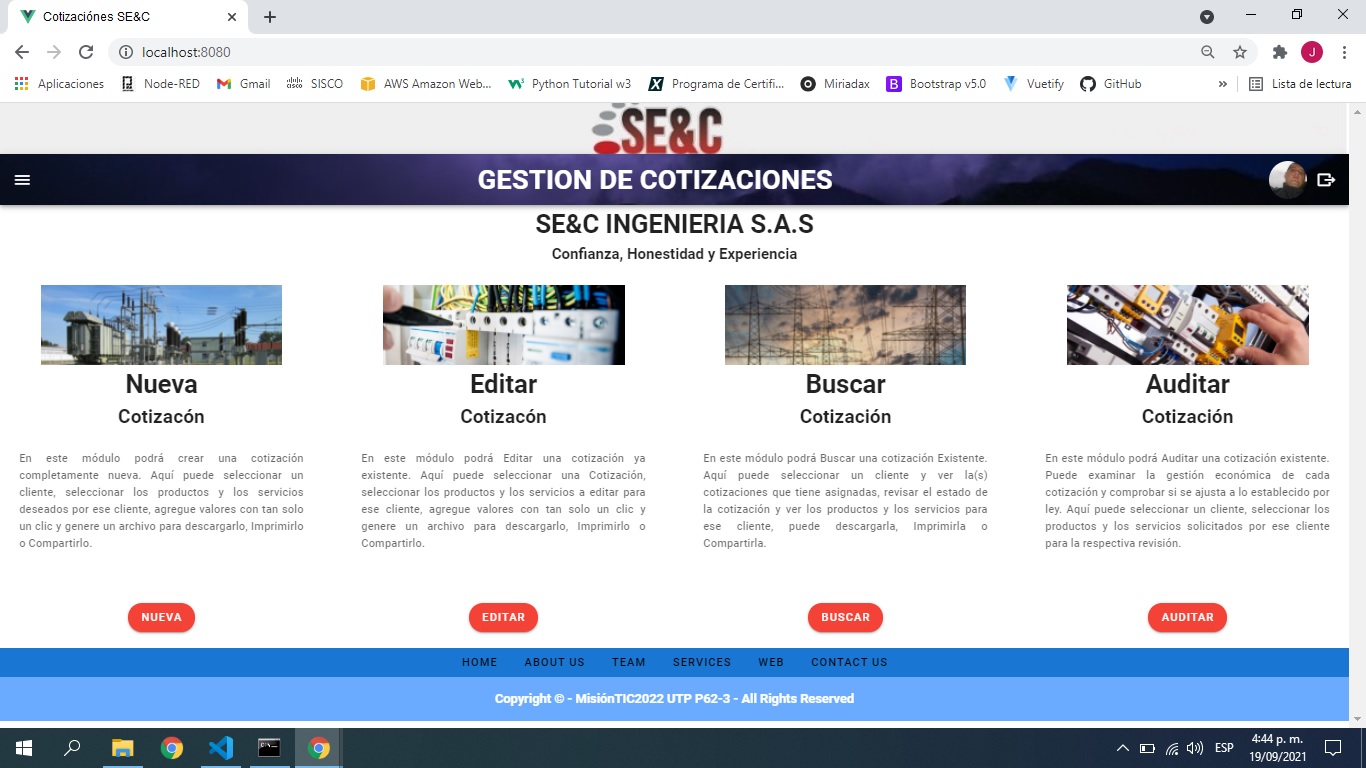 Cotizaciónes SE&C
localhost:8080
J
Aplicaciones Node-RED Gmail SISCO AWS Amazon Web... Python Tutorial w3 Programa de Certifi... Miriadax Bootstrap v5.0 Vuetify GitHub » Lista de lectura
SE&C
GESTION DE COTIZACIONES
SE&C INGENIERIA S.A.S
Confianza, Honestidad y Experiencia
Nueva
Cotizacón
En este módulo podrá crear una cotización
completamente nueva. Aquí puede seleccionar un
cliente, seleccionar los productos y los servicios
deseados por ese cliente, agregue valores con tan solo
un clic y genere un archivo para descargarlo, Imprimirlo
o Compartirlo.
NUEVA
Editar
Cotizacón
En este módulo podrá Editar una cotización ya
existente. Aquí puede seleccionar una Cotización,
seleccionar los productos y los servicios a editar para
ese cliente, agregue valores con tan solo un clic y
genere un archivo para descargarlo, Imprimirlo o
Compartirlo.
EDITAR
Buscar
Cotización
En este módulo podrá Buscar una cotización Existente.
Aquí puede seleccionar un cliente y ver la(s)
cotizaciones que tiene asignadas, revisar el estado de
la cotización y ver los productos y los servicios para
ese cliente, puede descargarla, Imprimirla o
Compartirla.
BUSCAR
Auditar
Cotización
En este módulo podrá Auditar una cotización existente.
Puede examinar la gestión económica de cada
cotización y comprobar si se ajusta a lo establecido por
ley. Aquí puede seleccionar un cliente, seleccionar los
productos y los servicios solicitados por ese cliente
para la respectiva revisión.
AUDITAR
HOME ABOUT US TEAM SERVICES WEB CONTACT US
Copyright © - MisiónTIC2022 UTP P62-3 - All Rights Reserved
ESP
4:44 p. m.
19/09/2021